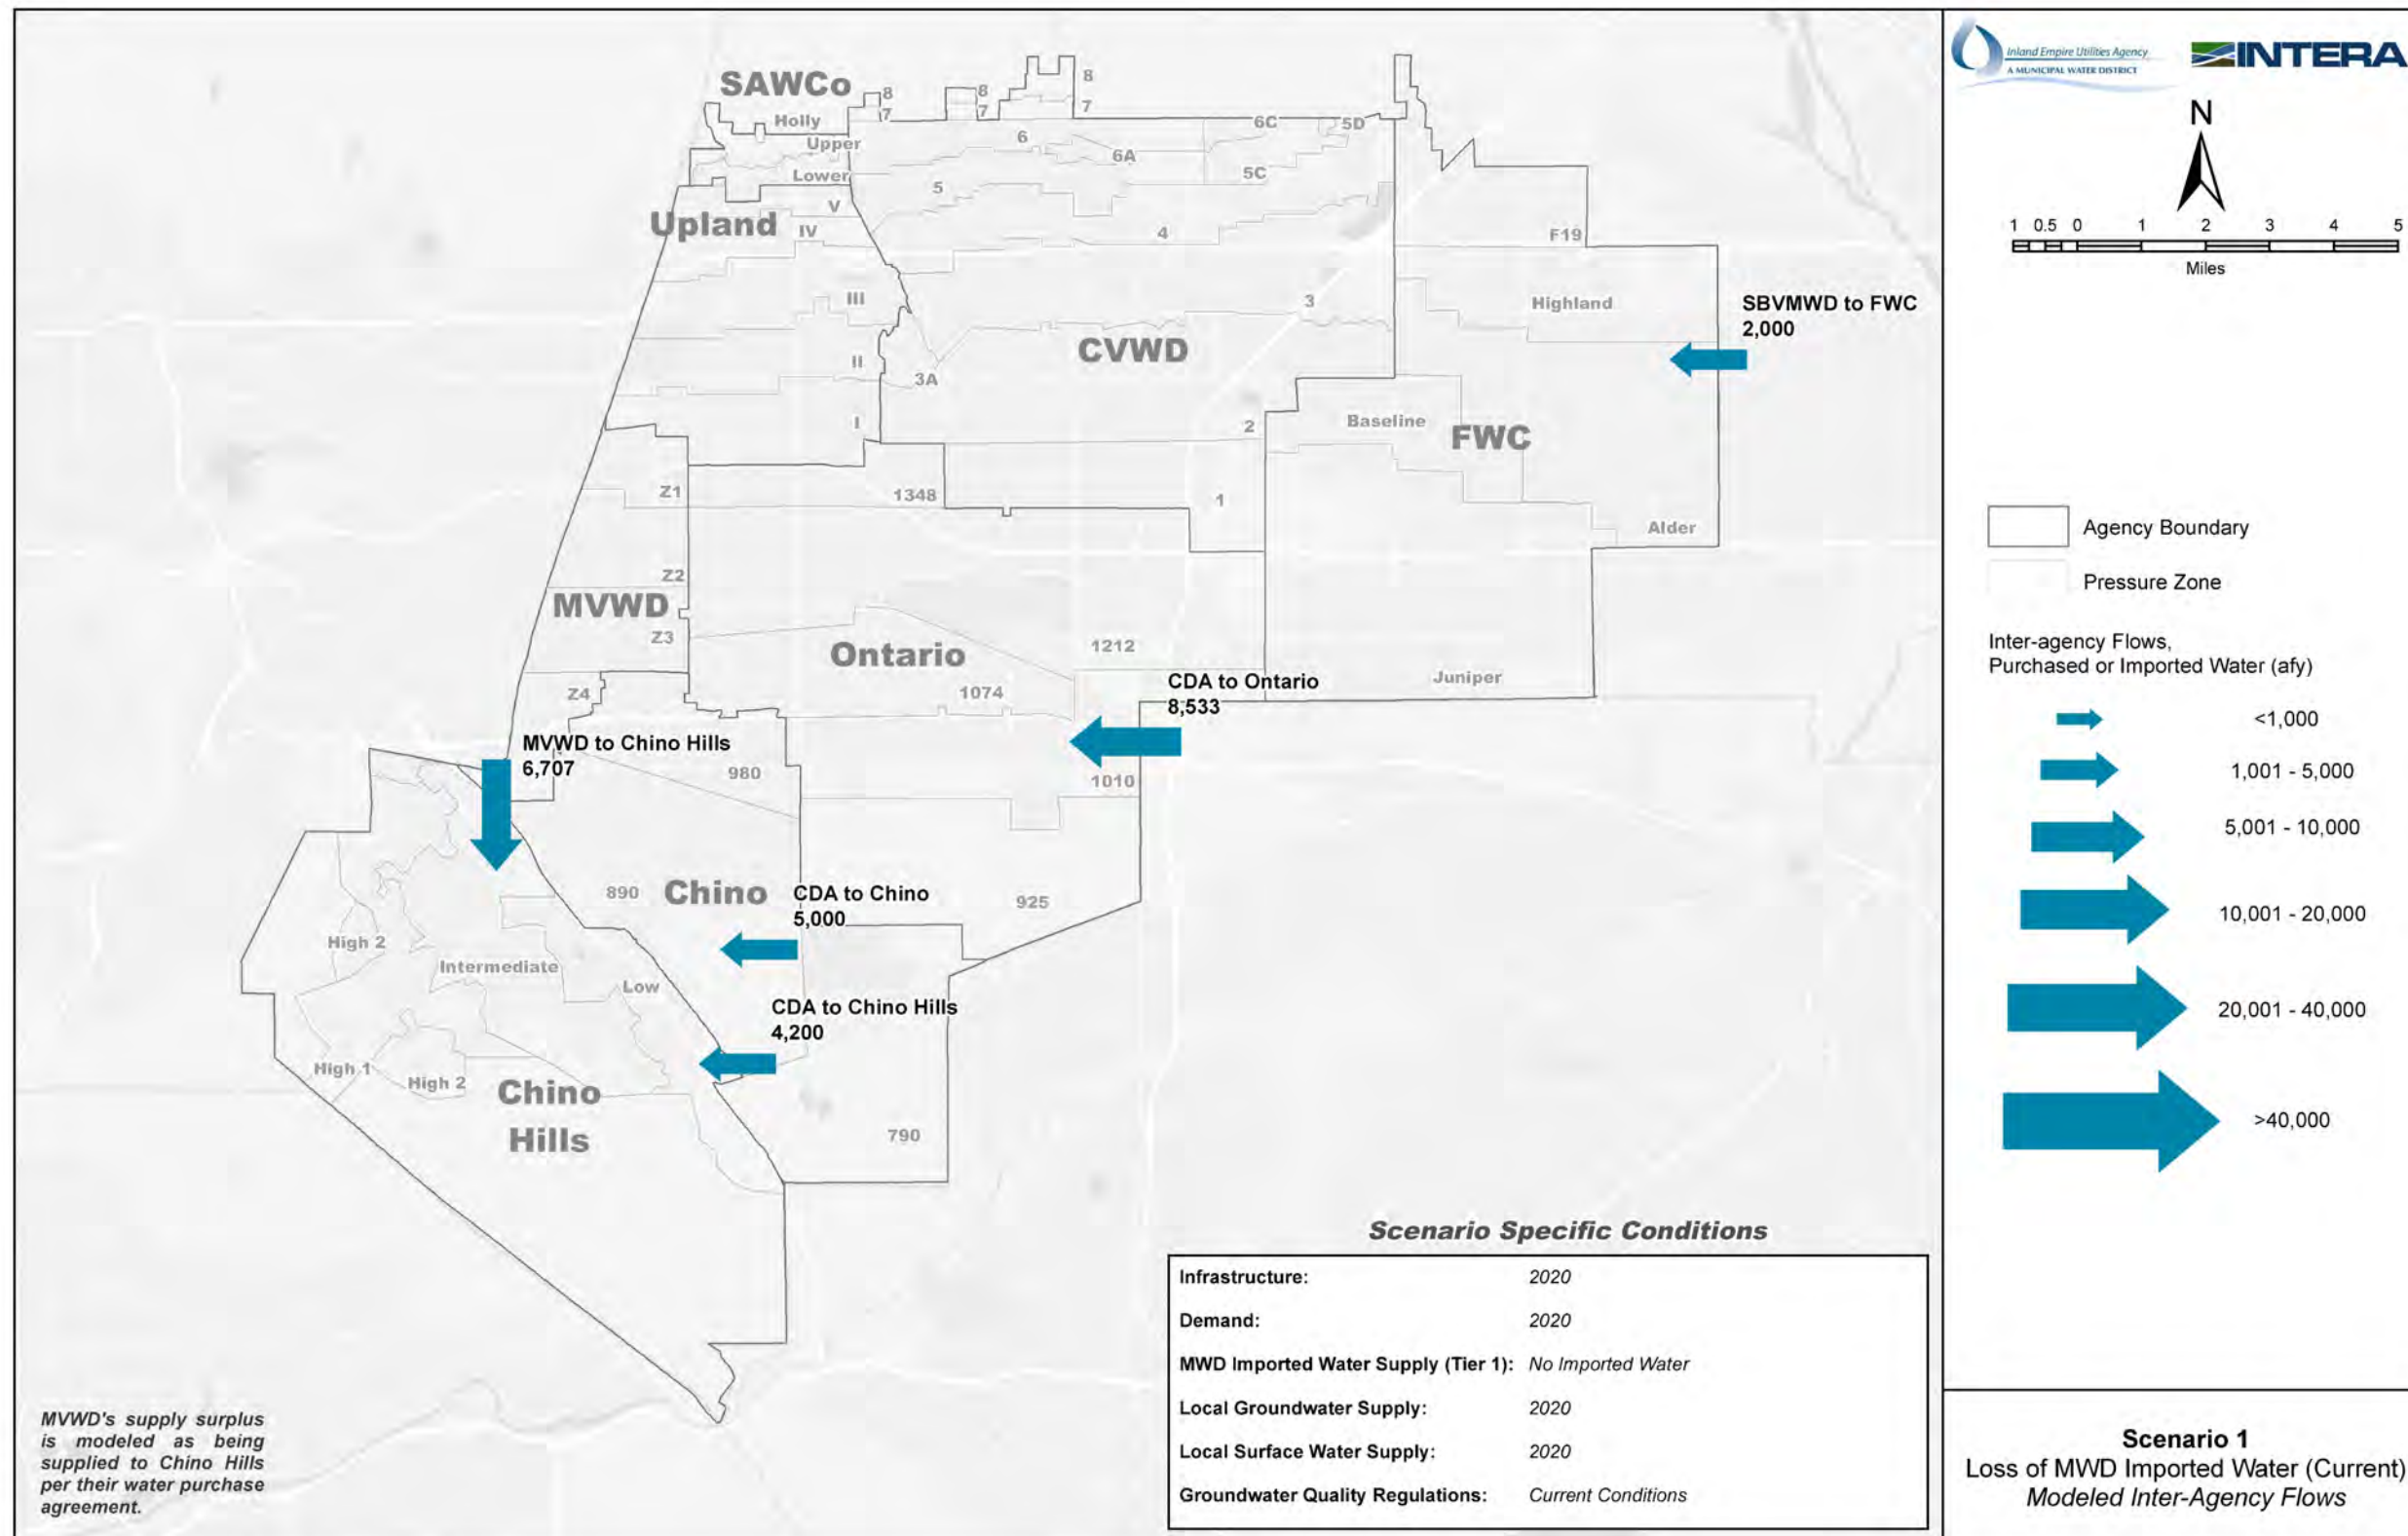 SAWCo
Holly
8
7
8
7
8
7
Upper
Lower
6
6A
6C
5D
5C
5
Upland
V
IV
III
II
I
4
3
3A
CVWD
2
1
F19
Highland
SBVMWD to FWC
2,000
Baseline
FWC
Alder
Juniper
Z1
Z2
MVWD
Z3
Z4
1348
Ontario
1212
1074
CDA to Ontario
8,533
1010
925
MVWD to Chino Hills
6,707
980
890
Chino
CDA to Chino
5,000
High 2
Intermediate
Low
CDA to Chino Hills
4,200
High 1
High 2
Chino
Hills
790
MVWD's supply surplus
is modeled as being
supplied to Chino Hills
per their water purchase
agreement.
Scenario Specific Conditions
Infrastructure: 2020
Demand: 2020
MWD Imported Water Supply (Tier 1): No Imported Water
Local Groundwater Supply: 2020
Local Surface Water Supply: 2020
Groundwater Quality Regulations: Current Conditions
Inland Empire Utilities Agency
A MUNICIPAL WATER DISTRICT
INTERA
N
1 0.5 0 1 2 3 4 5
Miles
Agency Boundary
Pressure Zone
Inter-agency Flows,
Purchased or Imported Water (afy)
<1,000
1,001 - 5,000
5,001 - 10,000
10,001 - 20,000
20,001 - 40,000
>40,000
Scenario 1
Loss of MWD Imported Water (Current)
Modeled Inter-Agency Flows